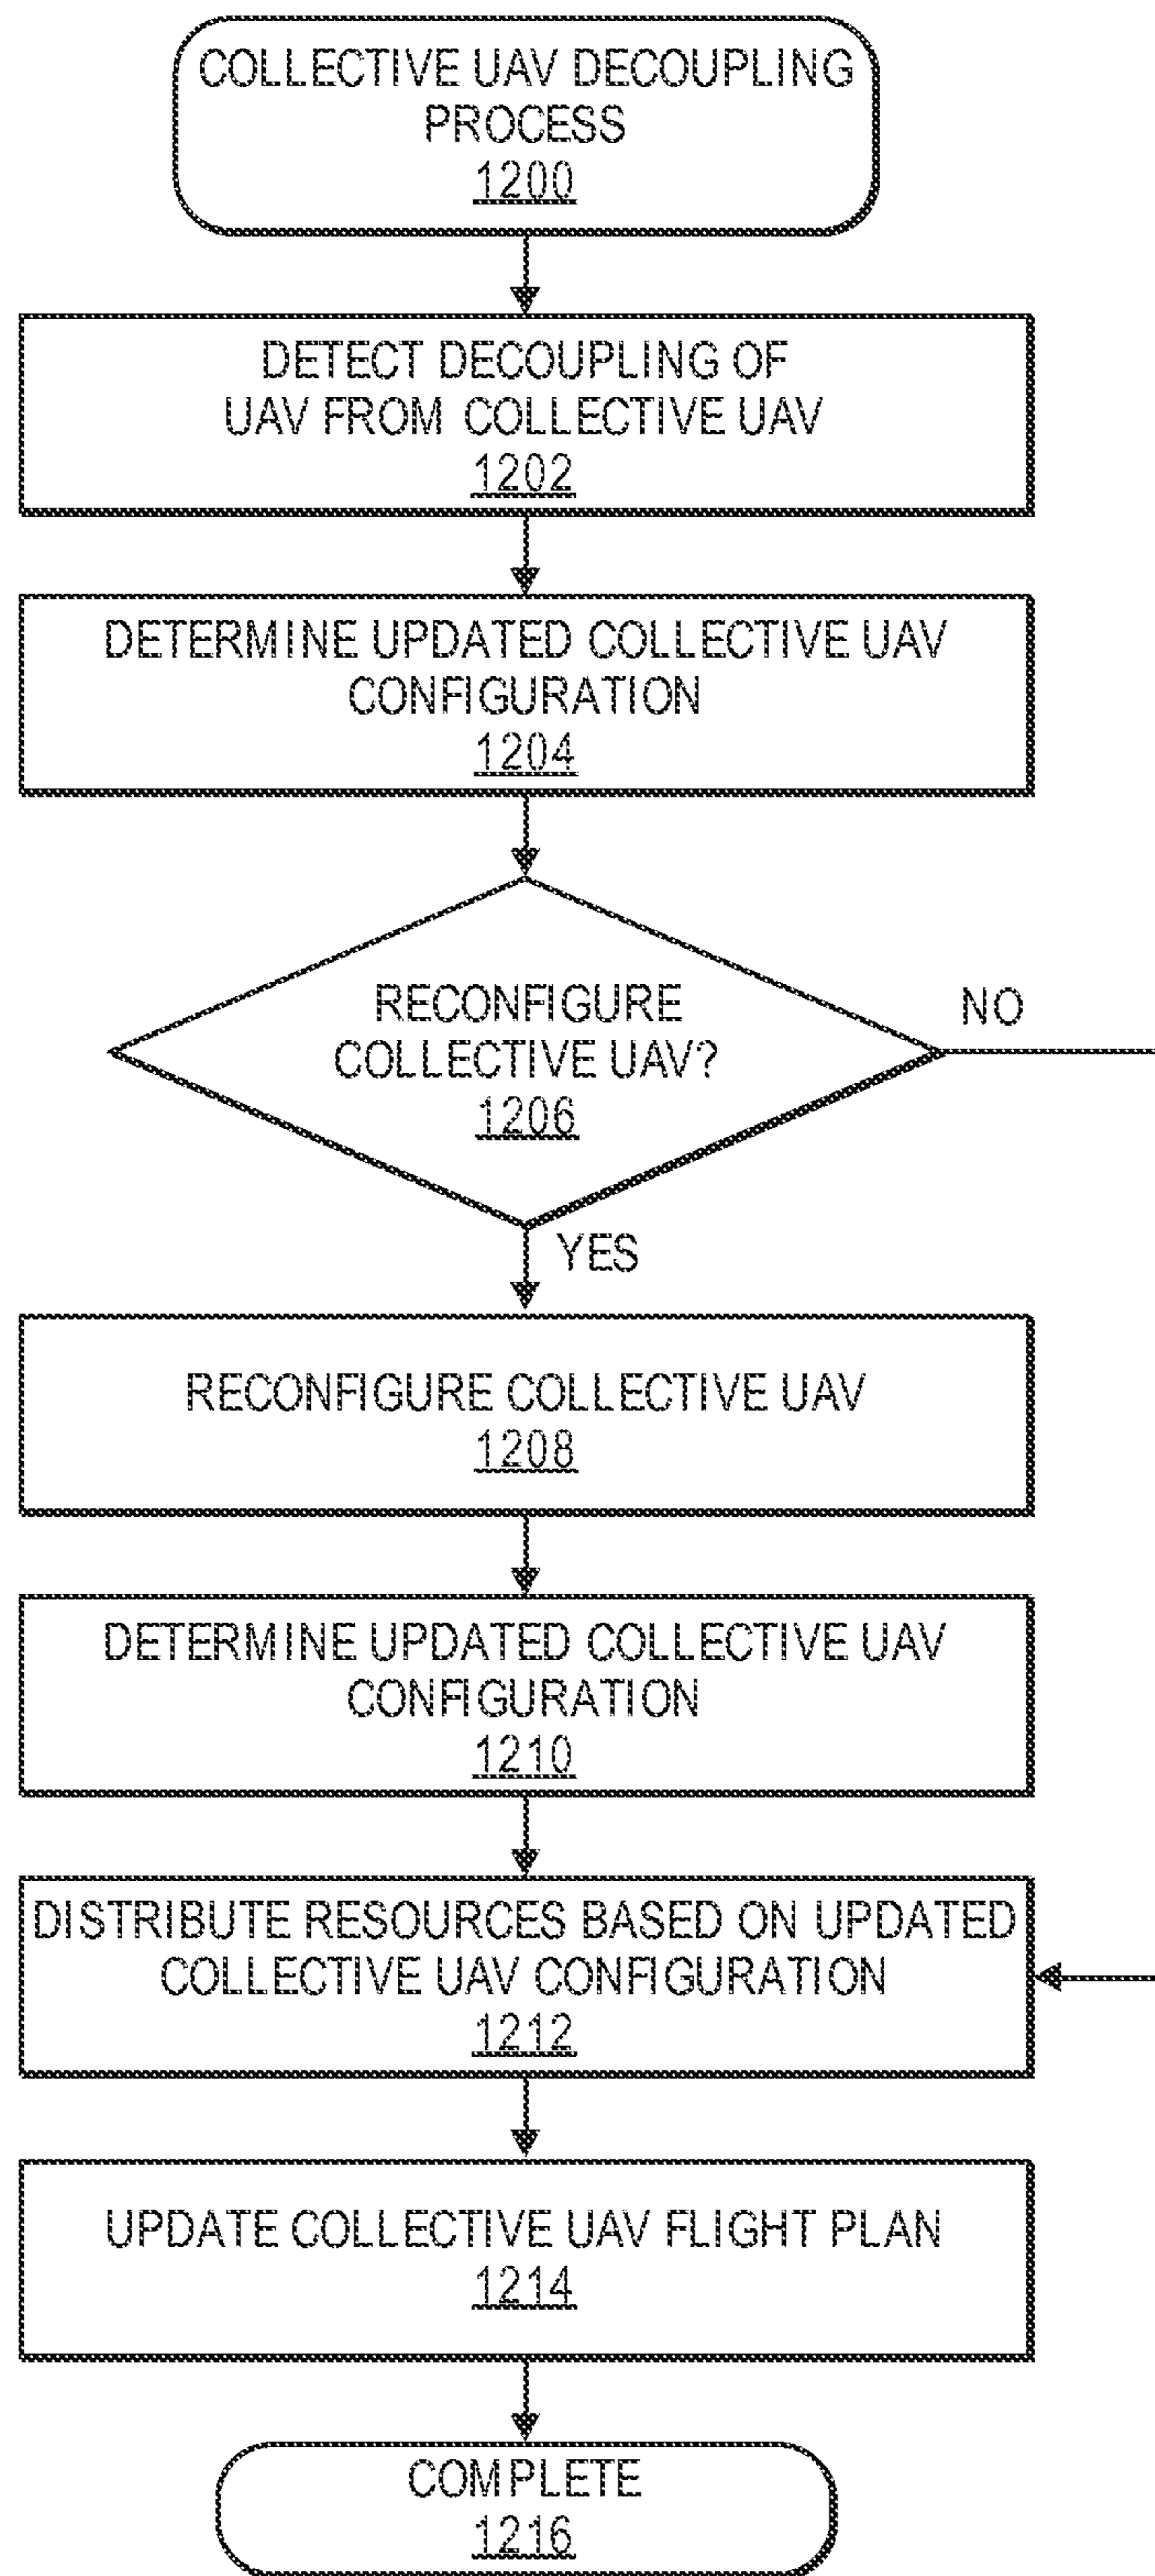 COLLECTIVE UAV DECOUPLING
PROCESS
1200
DETECT DECOUPLING OF
UAV FROM COLLECTIVE UAV
1202
DETERMINE UPDATED COLLECTIVE UAV
CONFIGURATION
1204
RECONFIGURE
COLLECTIVE UAV?
1206
NO
YES
RECONFIGURE COLLECTIVE UAV
1208
DETERMINE UPDATED COLLECTIVE UAV
CONFIGURATION
1210
DISTRIBUTE RESOURCES BASED ON UPDATED
COLLECTIVE UAV CONFIGURATION
1212
UPDATE COLLECTIVE UAV FLIGHT PLAN
1214
COMPLETE
1216